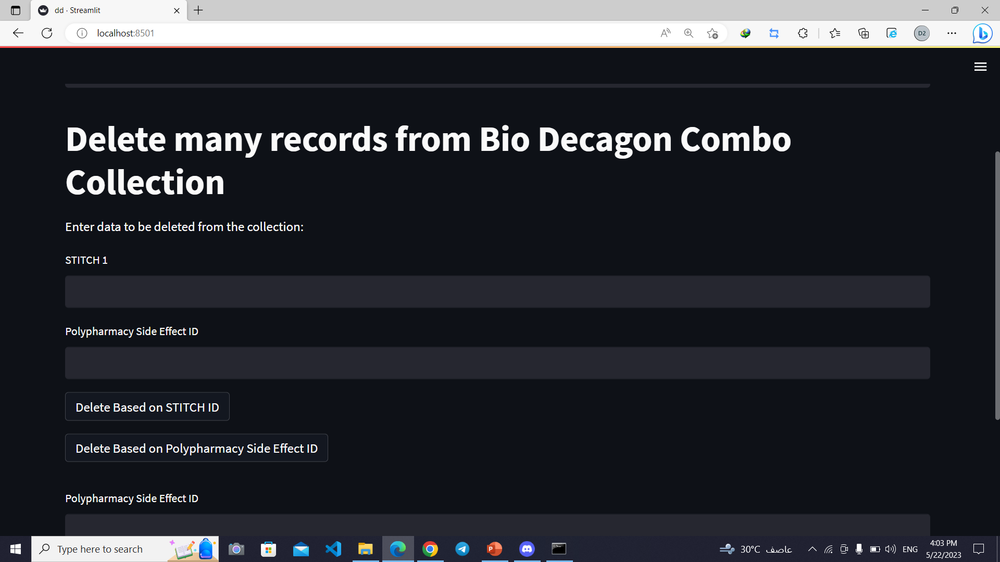 dd · Streamlit
localhost:8501
D2
Delete many records from Bio Decagon Combo
Collection
Enter data to be deleted from the collection:
STITCH 1
Polypharmacy Side Effect ID
Delete Based on STITCH ID
Delete Based on Polypharmacy Side Effect ID
Polypharmacy Side Effect ID
Type here to search
30°C عاصف
ENG
4:03 PM
5/22/2023